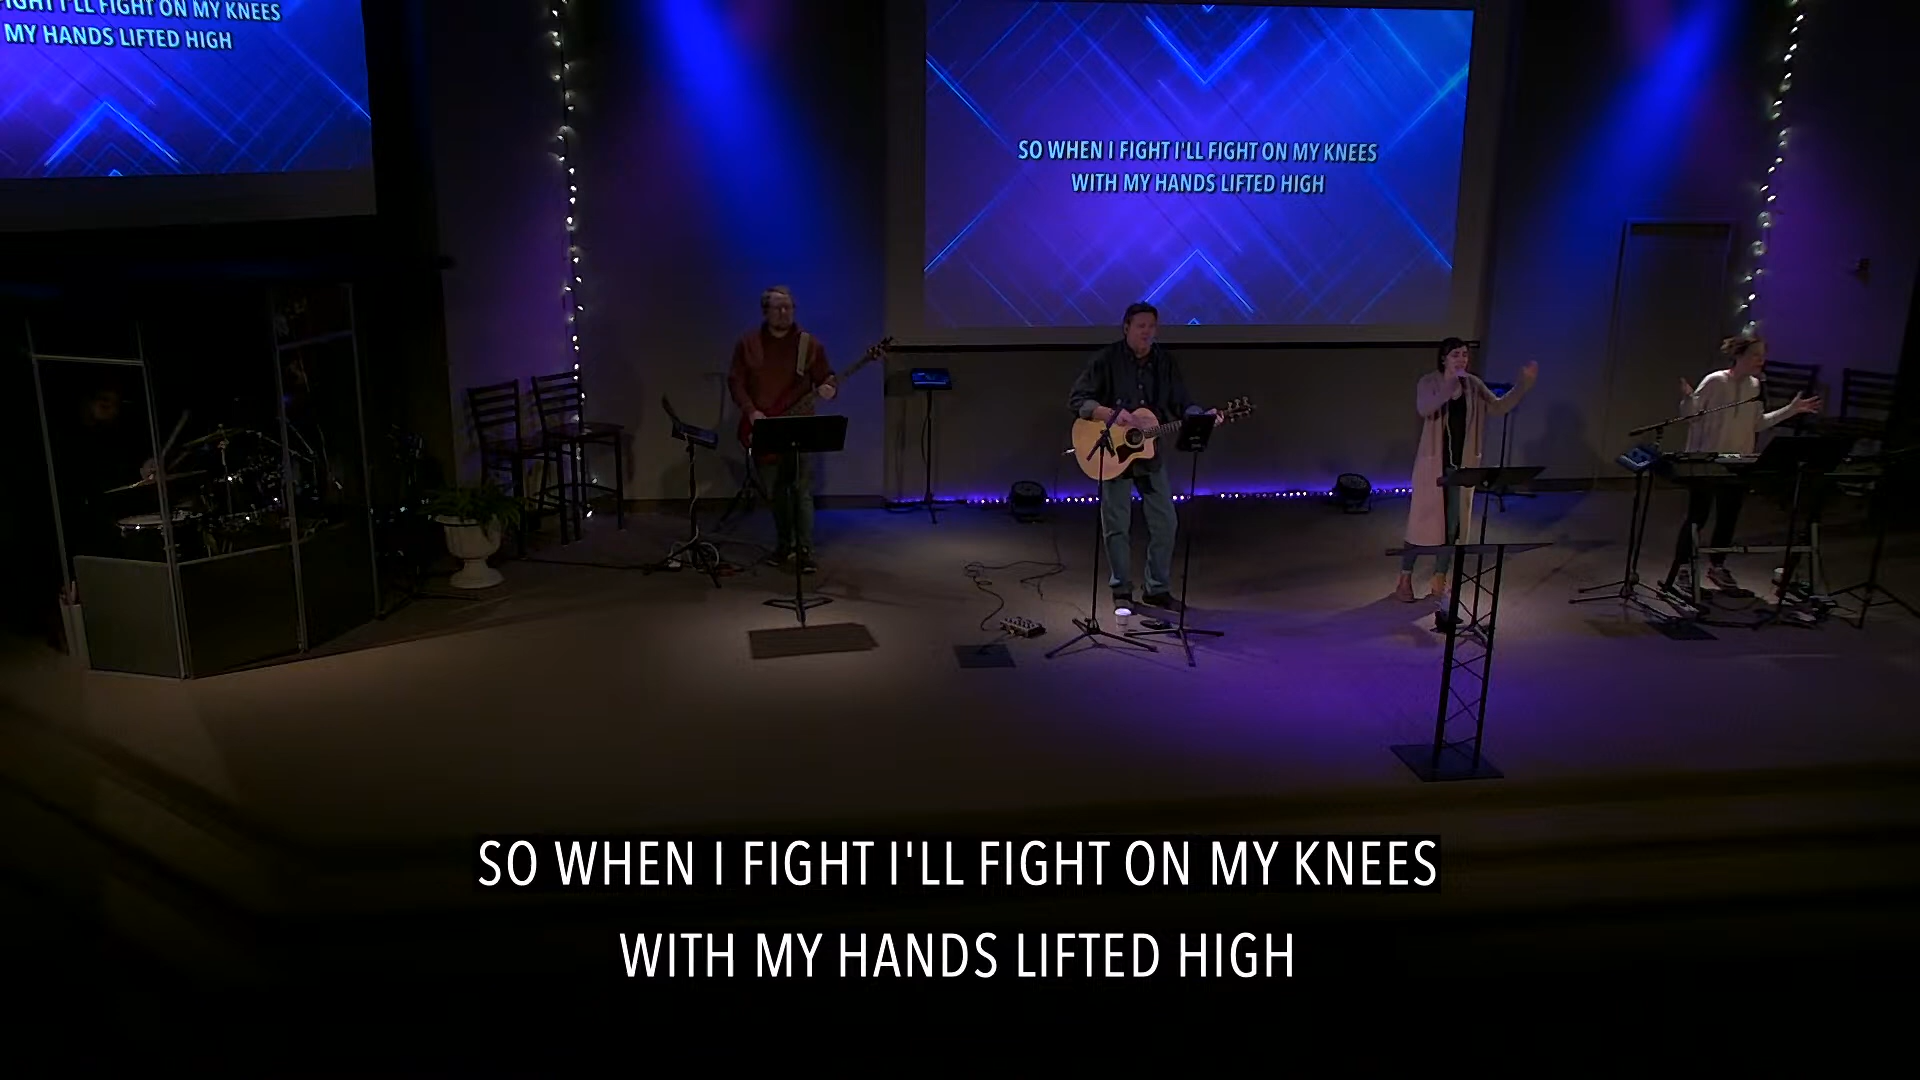 IGHT I'LL FIGHT ON MY KNEES
MY HANDS LIFTED HIGH
SO WHEN I FIGHT I'LL FIGHT ON MY KNEES
WITH MY HANDS LIFTED HIGH
SO WHEN I FIGHT I'LL FIGHT ON MY KNEES
WITH MY HANDS LIFTED HIGH